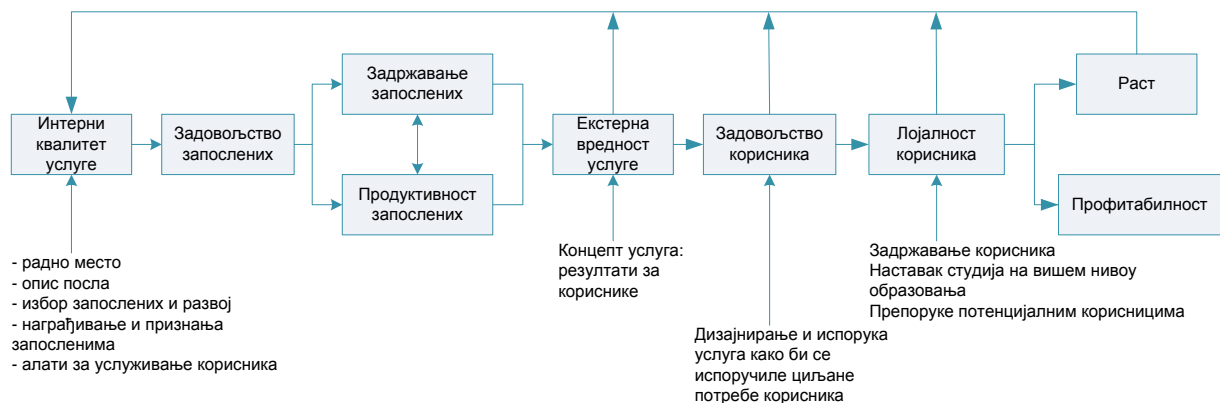 Интерни
квалитет
услуге
Задовољство
запослених
Задржавање
запослених
Продуктивност
запослених
Екстерна
вредност
услуге
Задовољство
корисника
Лојалност
корисника
Раст
Профитабилност
- радно место
- опис посла
- избор запослених и развој
- награђивање и признања
запосленима
- алати за услуживање корисника
Концепт услуга:
резултати за
кориснике
Дизајнирање и испорука
услуга како би се
испоручиле циљане
потребе корисника
Задржавање корисника
Наставак студија на вишем нивоу
образовања
Препоруке потенцијалним корисницима